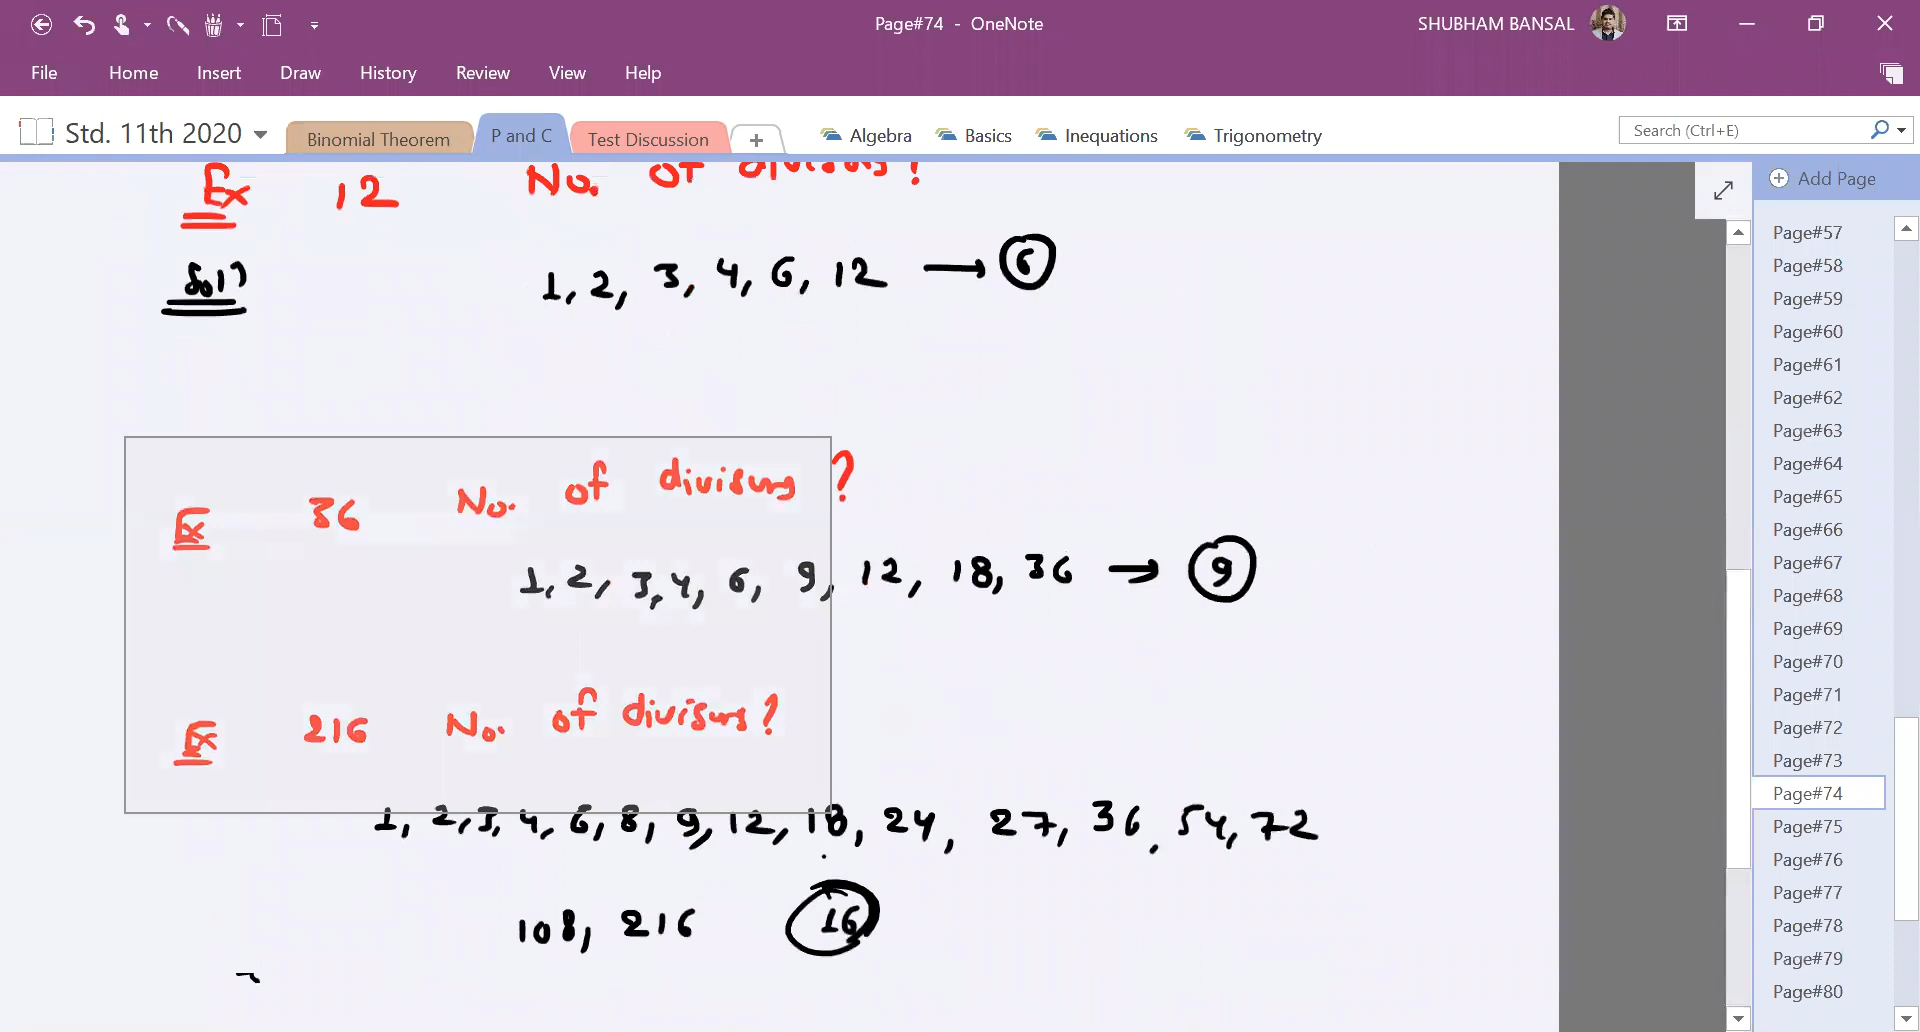 Page#74 - OneNote
SHUBHAM BANSAL
File Home Insert Draw History Review View Help
Std. 11th 2020
Binomial Theorem
P and C
Test Discussion
+
Algebra
Basics
Inequations
Trigonometry
Search (Ctrl+E)
Ex 12 No. of divisors?
Sol?
1, 2, 3, 4, 6, 12 → 6
Ex 36 No. of divisors?
1, 2, 3, 4, 6, 9, 12, 18, 36 → 9
Ex 216 No. of divisors?
1, 2, 3, 4, 6, 8, 9, 12, 18, 24, 27, 36, 54, 72
108, 216 16
Add Page
Page#57
Page#58
Page#59
Page#60
Page#61
Page#62
Page#63
Page#64
Page#65
Page#66
Page#67
Page#68
Page#69
Page#70
Page#71
Page#72
Page#73
Page#74
Page#75
Page#76
Page#77
Page#78
Page#79
Page#80